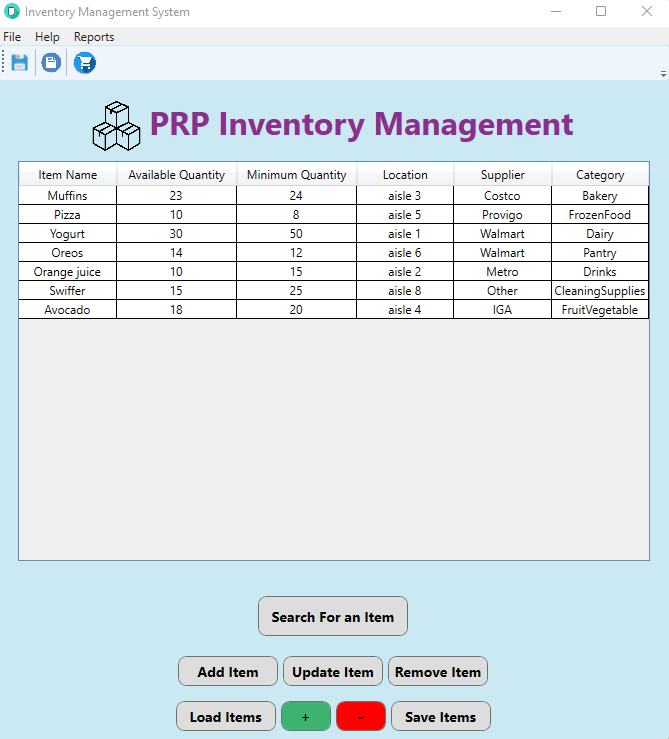 Inventory Management System
File Help Reports
PRP Inventory Management
Item Name Available Quantity Minimum Quantity Location Supplier Category
Muffins 23 24 aisle 3 Costco Bakery
Pizza 10 8 aisle 5 Provigo FrozenFood
Yogurt 30 50 aisle 1 Walmart Dairy
Oreos 14 12 aisle 6 Walmart Pantry
Orange juice 10 15 aisle 2 Metro Drinks
Swiffer 15 25 aisle 8 Other CleaningSupplies
Avocado 18 20 aisle 4 IGA FruitVegetable
Search For an Item
Add Item Update Item Remove Item
Load Items + - Save Items